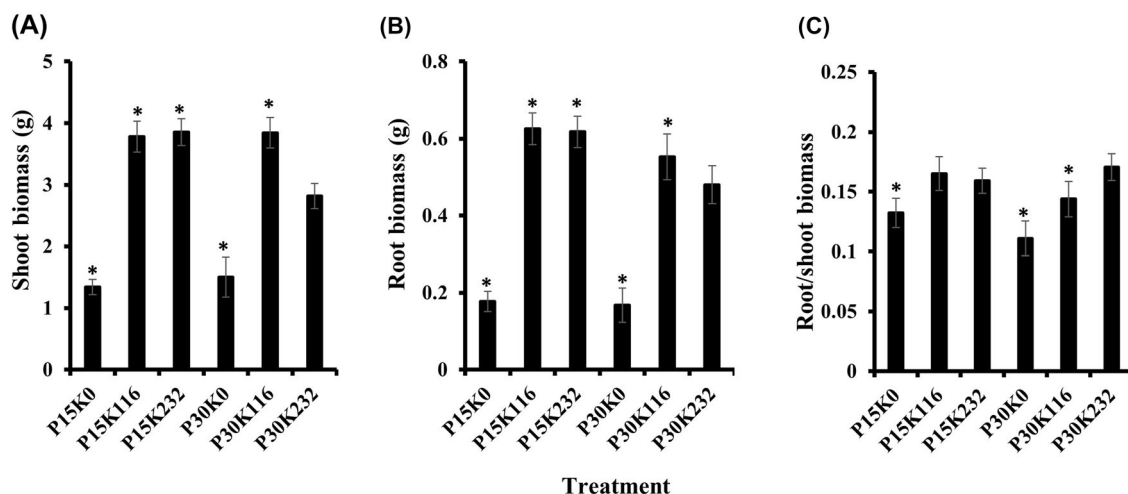 (A)
Shoot biomass (g)
5
4
3
2
1
0
* * * * *
P15K0
P15K116
P15K232
P30K0
P30K116
P30K232
(B)
Root biomass (g)
0.8
0.6
0.4
0.2
0
* * * * *
P15K0
P15K116
P15K232
P30K0
P30K116
P30K232
(C)
Root/shoot biomass
0.25
0.2
0.15
0.1
0.05
0
* * *
P15K0
P15K116
P15K232
P30K0
P30K116
P30K232
Treatment